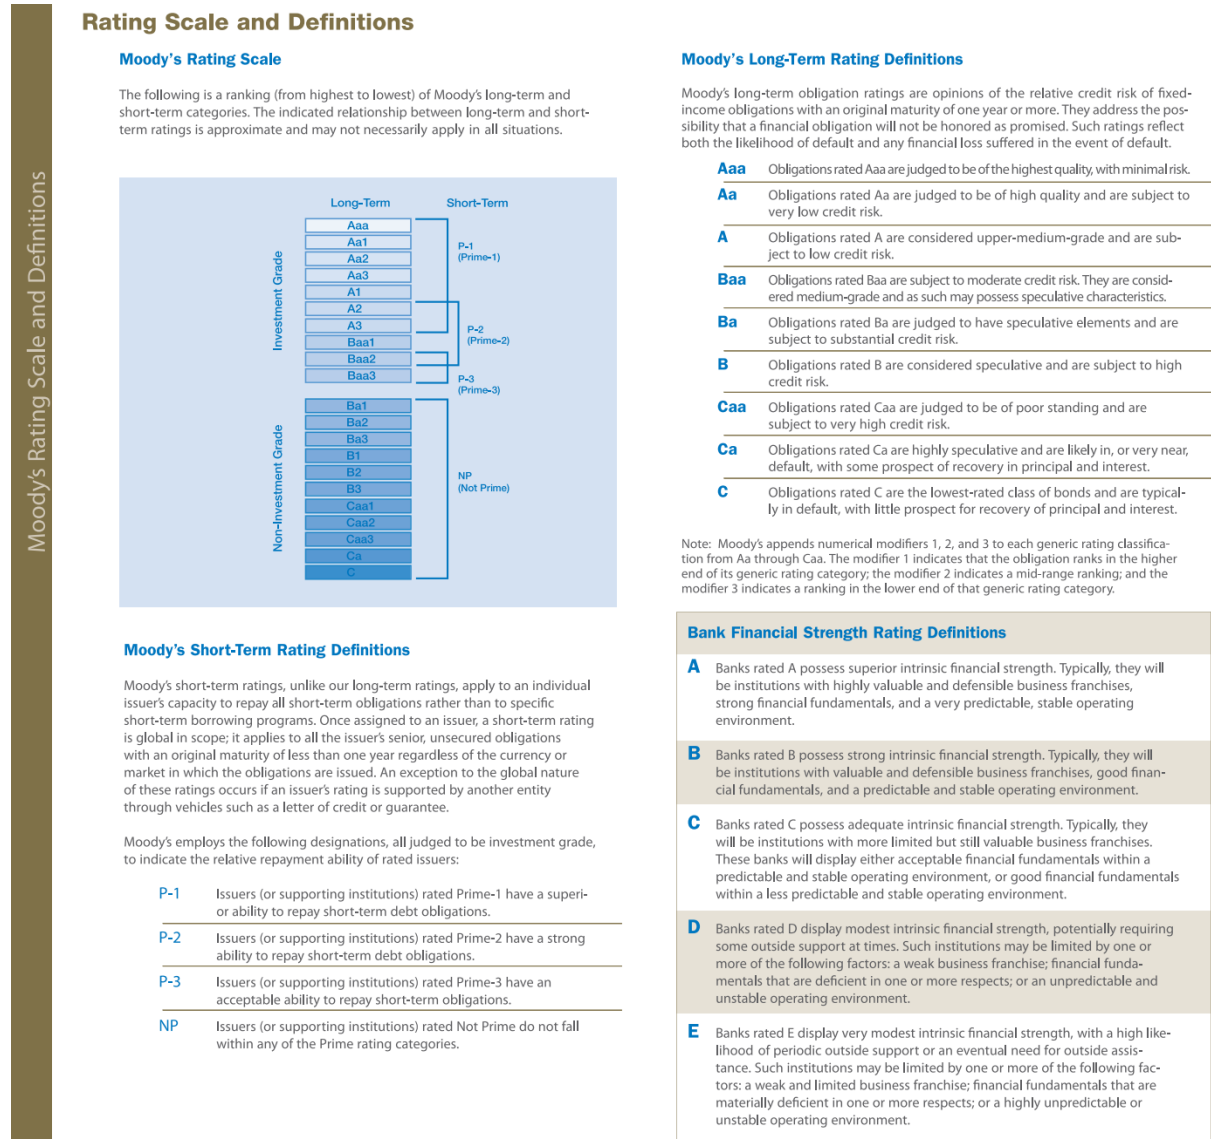 Rating Scale and Definitions
Moody's Rating Scale and Definitions
Moody's Rating Scale
The following is a ranking (from highest to lowest) of Moody's long-term and
short-term categories. The indicated relationship between long-term and short-
term ratings is approximate and may not necessarily apply in all situations.
Long-Term
Short-Term
Investment Grade
Aaa
Aa1
Aa2
Aa3
A1
A2
A3
Baa1
Baa2
Baa3
P-1
(Prime-1)
P-2
(Prime-2)
P-3
(Prime-3)
Non-Investment Grade
Ba1
Ba2
Ba3
B1
B2
B3
Caa1
Caa2
Caa3
Ca
C
NP
(Not Prime)
Moody's Short-Term Rating Definitions
Moody's short-term ratings, unlike our long-term ratings, apply to an individual
issuer's capacity to repay all short-term obligations rather than to specific
short-term borrowing programs. Once assigned to an issuer, a short-term rating
is global in scope; it applies to all the issuer's senior, unsecured obligations
with an original maturity of less than one year regardless of the currency or
market in which the obligations are issued. An exception to the global nature
of these ratings occurs if an issuer's rating is supported by another entity
through vehicles such as a letter of credit or guarantee.
Moody's employs the following designations, all judged to be investment grade,
to indicate the relative repayment ability of rated issuers:
P-1 Issuers (or supporting institutions) rated Prime-1 have a superi-
or ability to repay short-term debt obligations.
P-2 Issuers (or supporting institutions) rated Prime-2 have a strong
ability to repay short-term debt obligations.
P-3 Issuers (or supporting institutions) rated Prime-3 have an
acceptable ability to repay short-term obligations.
NP Issuers (or supporting institutions) rated Not Prime do not fall
within any of the Prime rating categories.
Moody's Long-Term Rating Definitions
Moody's long-term obligation ratings are opinions of the relative credit risk of fixed-
income obligations with an original maturity of one year or more. They address the pos-
sibility that a financial obligation will not be honored as promised. Such ratings reflect
both the likelihood of default and any financial loss suffered in the event of default.
Aaa Obligations rated Aaa are judged to be of the highest quality, with minimal risk.
Aa Obligations rated Aa are judged to be of high quality and are subject to
very low credit risk.
A Obligations rated A are considered upper-medium-grade and are sub-
ject to low credit risk.
Baa Obligations rated Baa are subject to moderate credit risk. They are consid-
ered medium-grade and as such may possess speculative characteristics.
Ba Obligations rated Ba are judged to have speculative elements and are
subject to substantial credit risk.
B Obligations rated B are considered speculative and are subject to high
credit risk.
Caa Obligations rated Caa are judged to be of poor standing and are
subject to very high credit risk.
Ca Obligations rated Ca are highly speculative and are likely in, or very near,
default, with some prospect of recovery in principal and interest.
C Obligations rated C are the lowest-rated class of bonds and are typical-
ly in default, with little prospect for recovery of principal and interest.
Note: Moody's appends numerical modifiers 1, 2, and 3 to each generic rating classifica-
tion from Aa through Caa. The modifier 1 indicates that the obligation ranks in the higher
end of its generic rating category; the modifier 2 indicates a mid-range ranking; and the
modifier 3 indicates a ranking in the lower end of that generic rating category.
Bank Financial Strength Rating Definitions
A Banks rated A possess superior intrinsic financial strength. Typically, they will
be institutions with highly valuable and defensible business franchises,
strong financial fundamentals, and a very predictable, stable operating
environment.
B Banks rated B possess strong intrinsic financial strength. Typically, they will
be institutions with valuable and defensible business franchises, good finan-
cial fundamentals, and a predictable and stable operating environment.
C Banks rated C possess adequate intrinsic financial strength. Typically, they
will be institutions with more limited but still valuable business franchises.
These banks will display either acceptable financial fundamentals within a
predictable and stable operating environment, or good financial fundamentals
within a less predictable and stable operating environment.
D Banks rated D display modest intrinsic financial strength, potentially requiring
some outside support at times. Such institutions may be limited by one or
more of the following factors: a weak business franchise; financial funda-
mentals that are deficient in one or more respects; or an unpredictable and
unstable operating environment.
E Banks rated E display very modest intrinsic financial strength, with a high like-
lihood of periodic outside support or an eventual need for outside assis-
tance. Such institutions may be limited by one or more of the following fac-
tors: a weak and limited business franchise; financial fundamentals that are
materially deficient in one or more respects; or a highly unpredictable or
unstable operating environment.